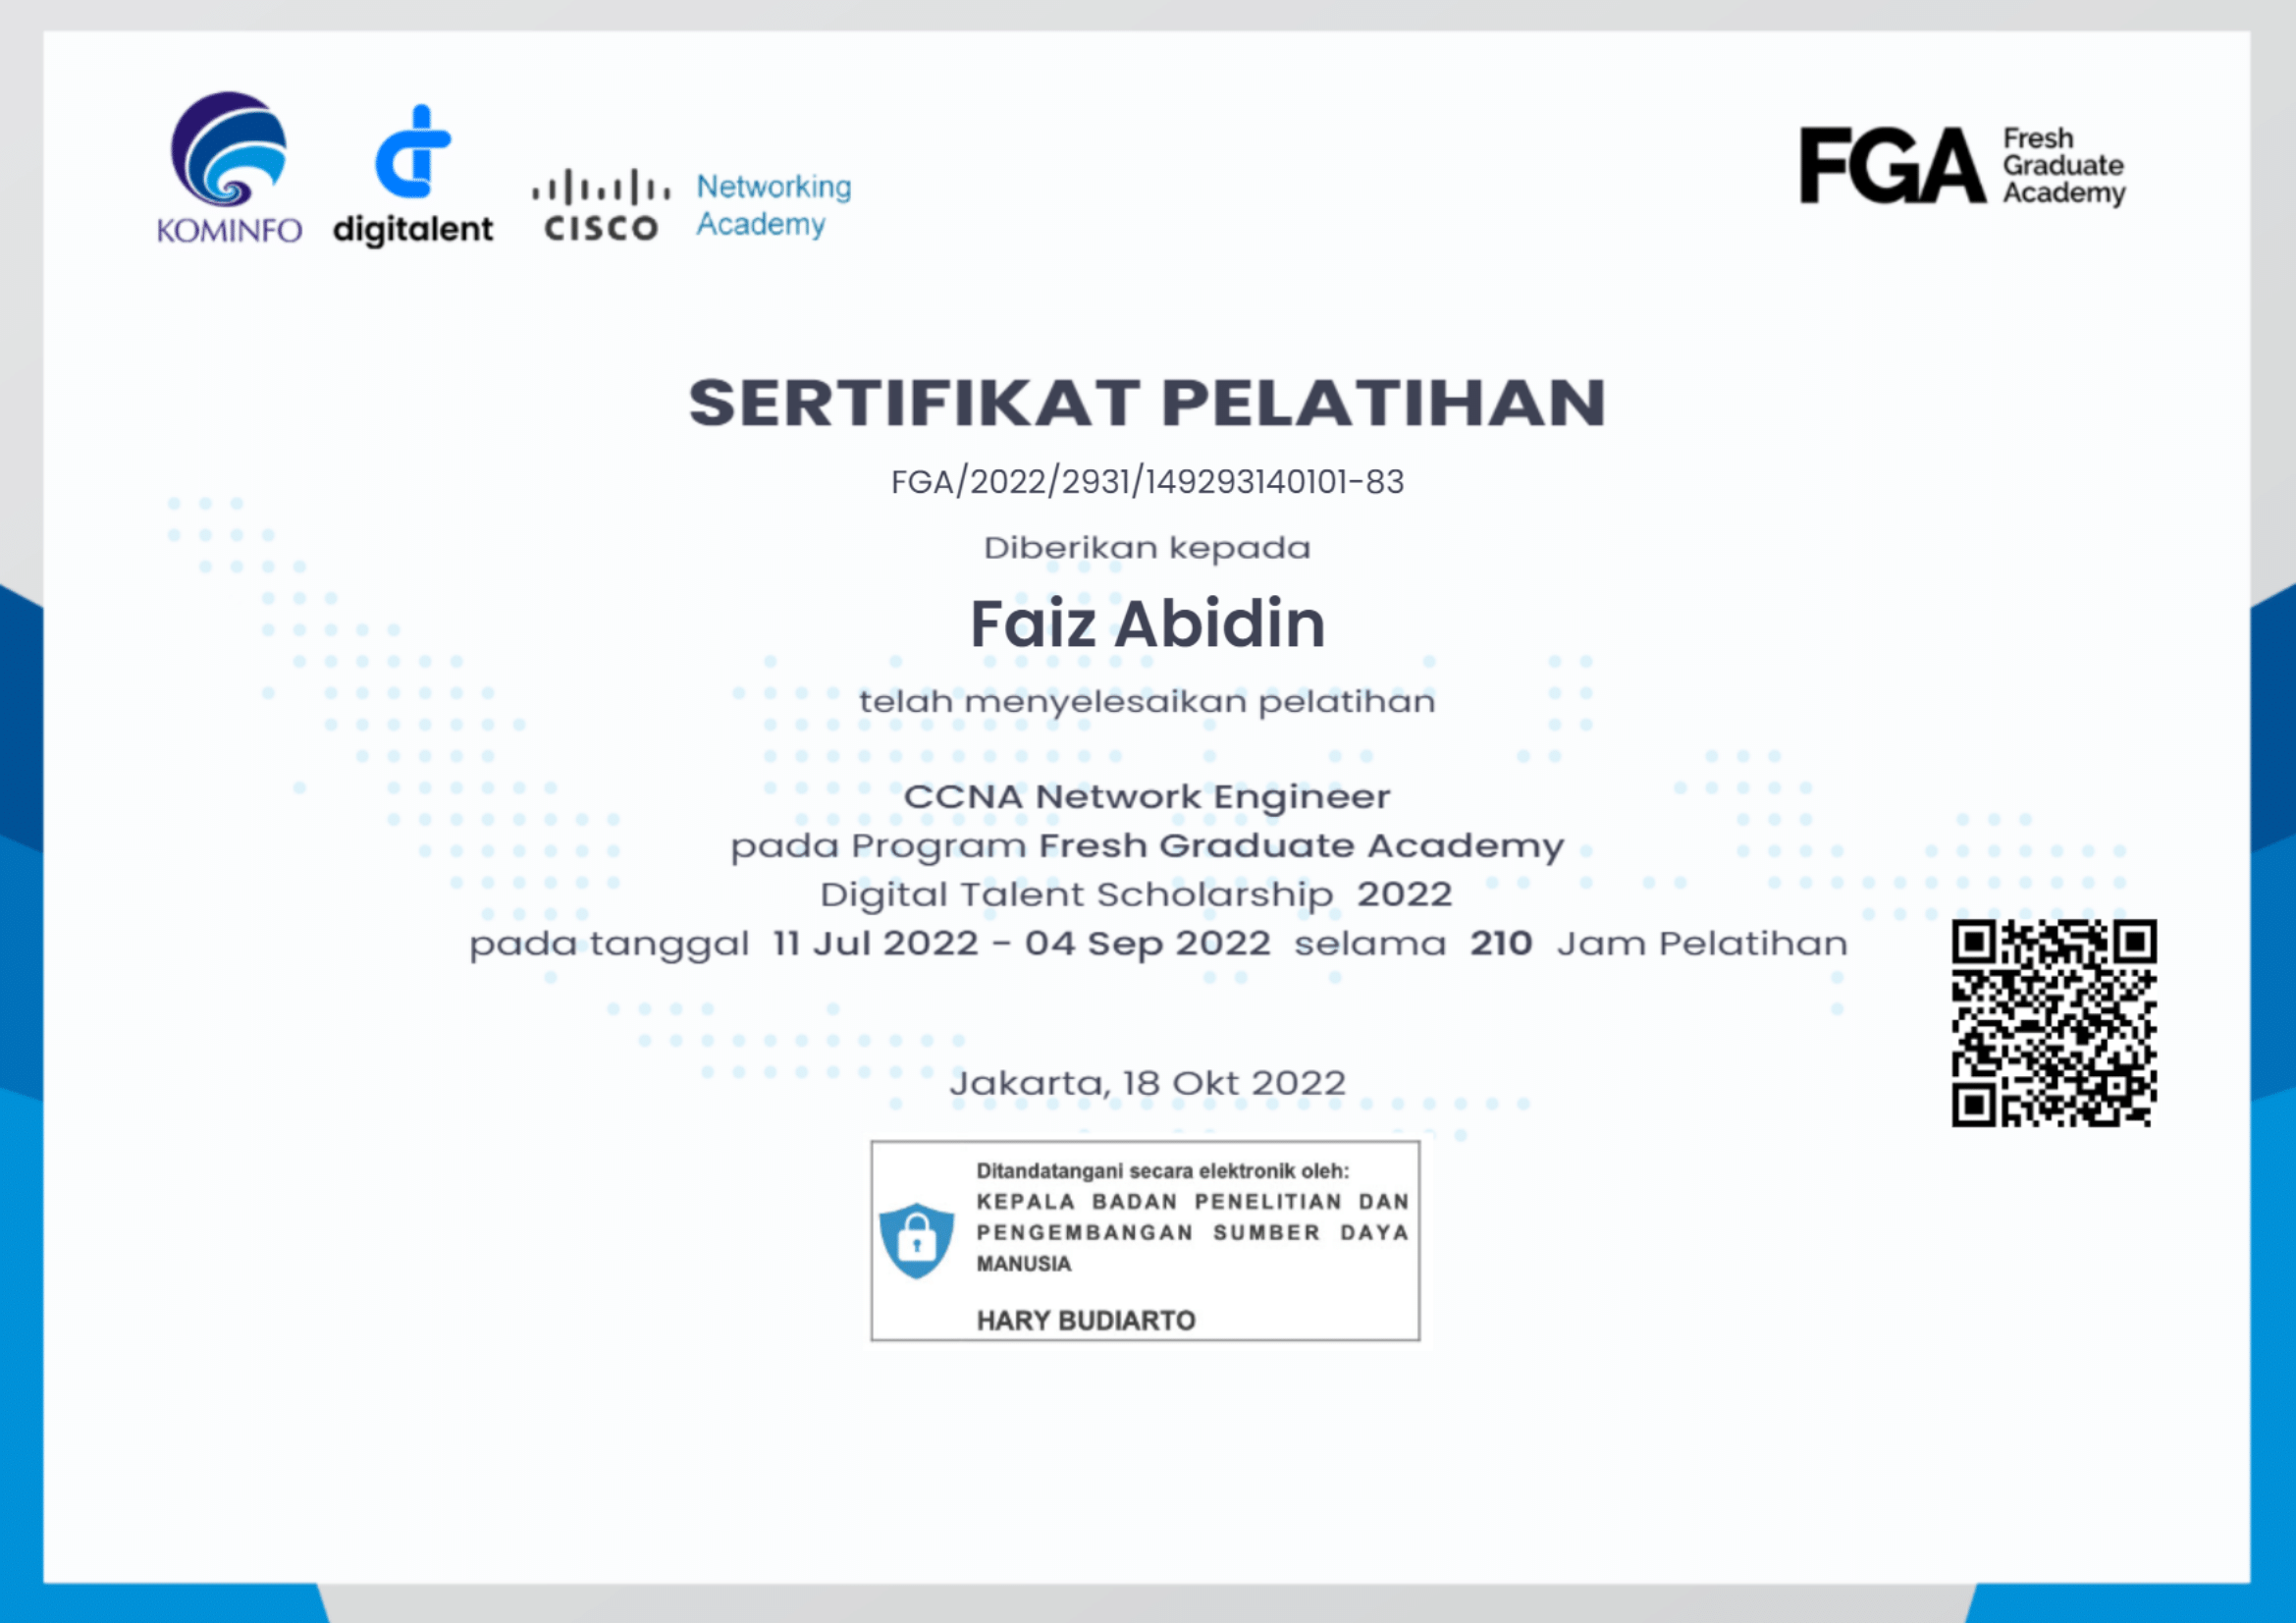 KOMINFO
digitalent
CISCO
Networking
Academy
FGA
Fresh
Graduate
Academy
SERTIFIKAT PELATIHAN
FGA/2022/2931/149293140101-83
Diberikan kepada
Faiz Abidin
telah menyelesaikan pelatihan
CCNA Network Engineer
pada Program Fresh Graduate Academy
Digital Talent Scholarship 2022
pada tanggal 11 Jul 2022 - 04 Sep 2022 selama 210 Jam Pelatihan
Jakarta, 18 Okt 2022
Ditandatangani secara elektronik oleh:
KEPALA BADAN PENELITIAN DAN
PENGEMBANGAN SUMBER DAYA
MANUSIA
HARY BUDIARTO